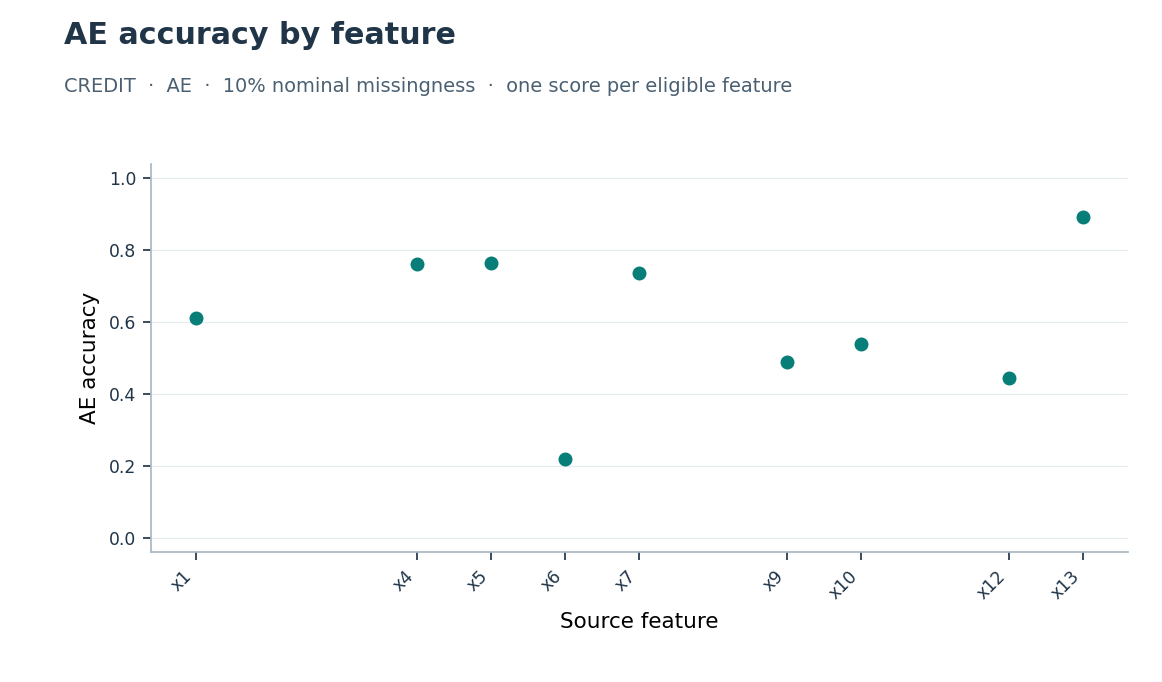 AE accuracy by feature
CREDIT · AE · 10% nominal missingness · one score per eligible feature
AE accuracy
1.0
0.8
0.6
0.4
0.2
0.0
x1 x4 x5 x6 x7 x9 x10 x12 x13
Source feature